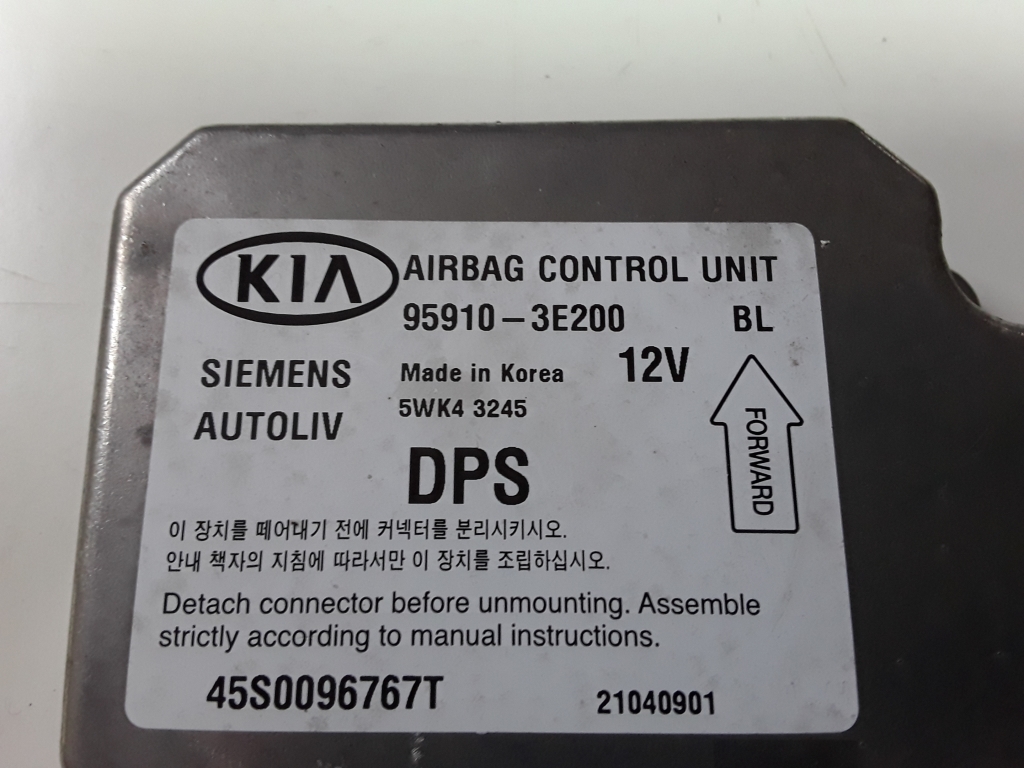 KIA AIRBAG CONTROL UNIT
95910-3E200 BL
SIEMENS Made in Korea 12V
AUTOLIV 5WK4 3245
FORWARD
DPS
이 장치를 떼어내기 전에 커넥터를 분리시키시오.
안내 책자의 지침에 따라서만 이 장치를 조립하십시오.
Detach connector before unmounting. Assemble
strictly according to manual instructions.
45S0096767T 21040901